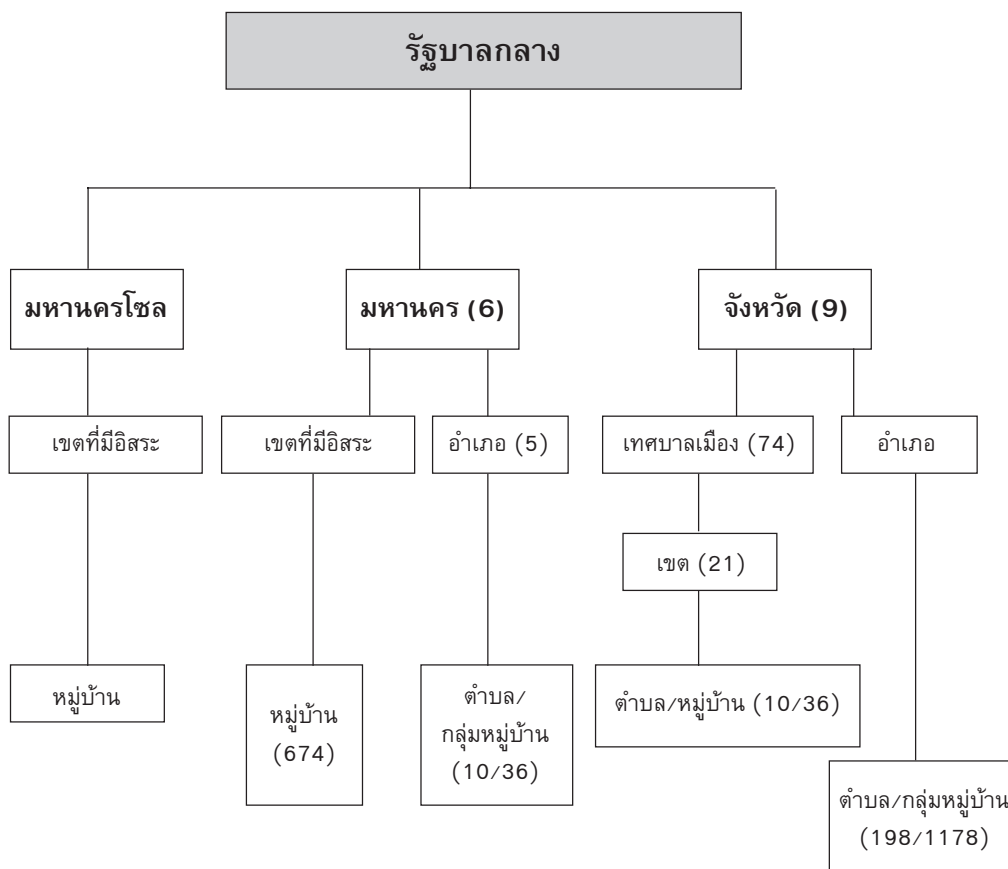 รัฐบาลกลาง
มหานครโซล
มหานคร (6)
จังหวัด (9)
เขตที่มีอิสระ
เขตที่มีอิสระ
อำเภอ (5)
เทศบาลเมือง (74)
อำเภอ
เขต (21)
หมู่บ้าน
หมู่บ้าน
(674)
ตำบล/
กลุ่มหมู่บ้าน
(10/36)
ตำบล/หมู่บ้าน (10/36)
ตำบล/กลุ่มหมู่บ้าน
(198/1178)